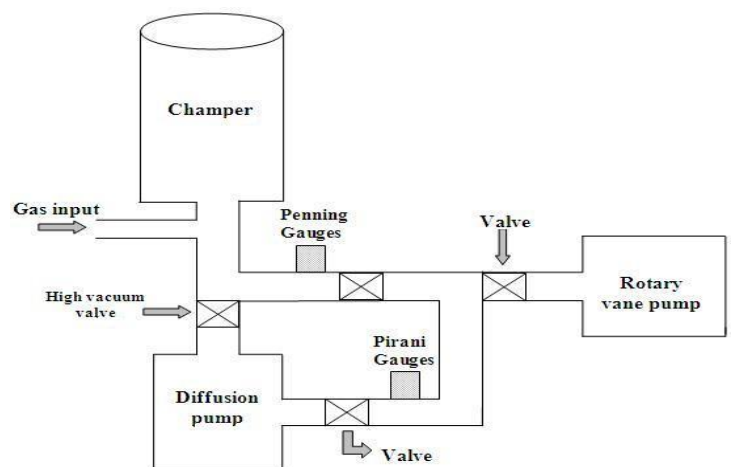 Champer
Gas input
Penning
Gauges
Valve
Rotary
vane pump
High vacuum
valve
Pirani
Gauges
Diffusion
pump
Valve